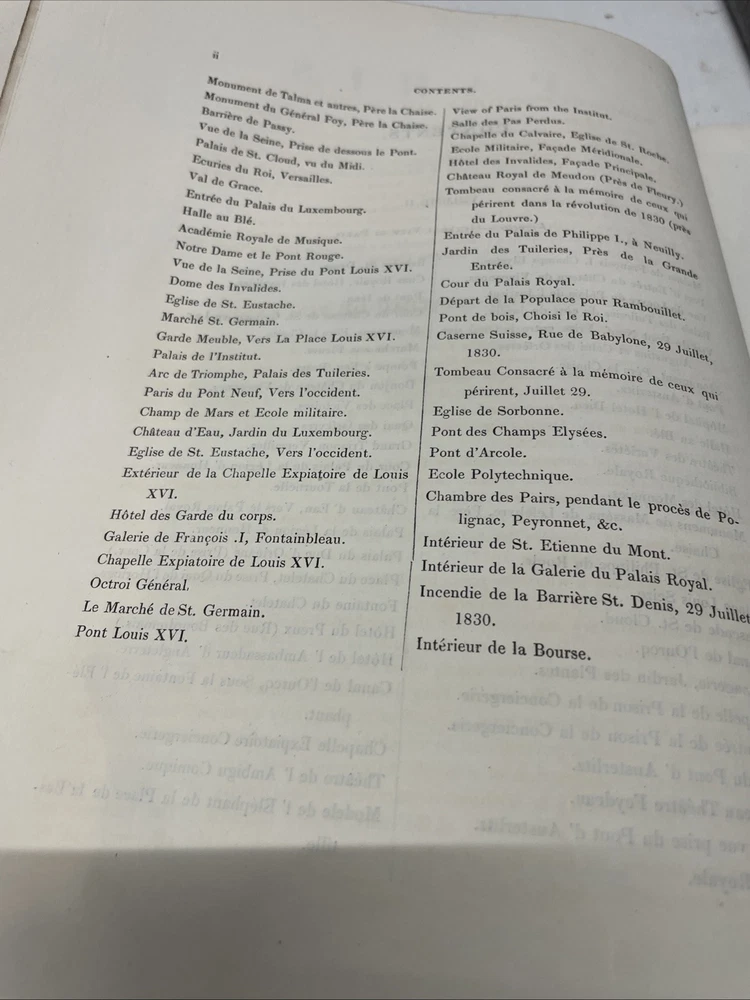 ii
CONTENTS.
Monument de Talma et autres, Père la Chaise.
Monument du Général Foy, Père la Chaise.
Barrière de Passy.
Vue de la Seine, Prise de dessous le Pont.
Palais de St. Cloud, vu du Midi.
Ecuries du Roi, Versailles.
Val de Grace.
Entrée du Palais du Luxembourg.
Halle au Blé.
Académie Royale de Musique.
Notre Dame et le Pont Rouge.
Vue de la Seine, Prise du Pont Louis XVI.
Dome des Invalides.
Eglise de St. Eustache.
Marché St. Germain.
Garde Meuble, Vers La Place Louis XVI.
Palais de l'Institut.
Arc de Triomphe, Palais des Tuileries.
Paris du Pont Neuf, Vers l'occident.
Champ de Mars et Ecole militaire.
Château d'Eau, Jardin du Luxembourg.
Eglise de St. Eustache, Vers l'occident.
Extérieur de la Chapelle Expiatoire de Louis
XVI.
Hôtel des Garde du corps.
Galerie de François .I, Fontainbleau.
Chapelle Expiatoire de Louis XVI.
Octroi Général.
Le Marché de St. Germain.
Pont Louis XVI.
View of Paris from the Institut.
Salle des Pas Perdus.
Chapelle du Calvaire, Eglise de St. Roche.
Ecole Militaire, Façade Méridionale.
Hôtel des Invalides, Façade Principale.
Château Royal de Meudon (Près de Fleury.)
Tombeau consacré à la mémoire de ceux qui
périrent dans la révolution de 1830 (près
du Louvre.)
Entrée du Palais de Philippe I., à Neuilly.
Jardin des Tuileries, Près de la Grande
Entrée.
Cour du Palais Royal.
Départ de la Populace pour Rambouillet.
Pont de bois, Choisi le Roi.
Caserne Suisse, Rue de Babylone, 29 Juillet,
1830.
Tombeau Consacré à la mémoire de ceux qui
périrent, Juillet 29.
Eglise de Sorbonne.
Pont des Champs Elysées.
Pont d'Arcole.
Ecole Polytechnique.
Chambre des Pairs, pendant le procès de Po-
lignac, Peyronnet, &c.
Intérieur de St. Etienne du Mont.
Intérieur de la Galerie du Palais Royal.
Incendie de la Barrière St. Denis, 29 Juillet
1830.
Intérieur de la Bourse.